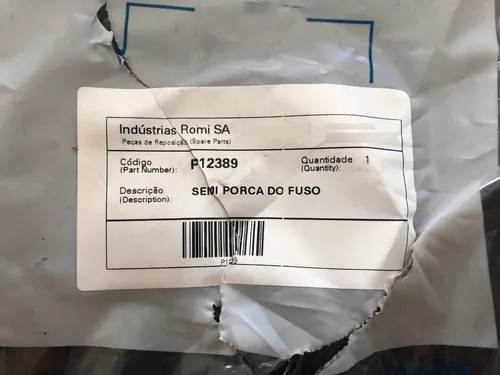 Indústrias Romi SA
Peças de Reposição (Spare Parts)
Código P12389 Quantidade 1
(Part Number): (Quantity):
Descrição SEMI PORCA DO FUSO
(Description):